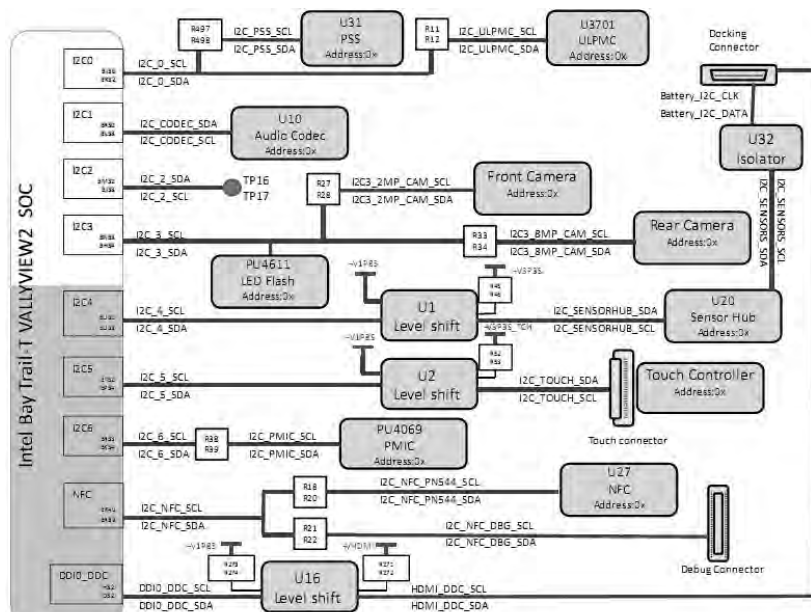 Intel Bay Trail-T VALLYVIEW2 SOC
I2C0
I2C_0_SCL
I2C_0_SDA
R497
R498
I2C_PSS_SCL
I2C_PSS_SDA
U31
PSS
Address:0x
R11
R12
I2C_ULPMC_SCL
I2C_ULPMC_SDA
U3701
ULPMC
Address:0x
Docking
Connector
Battery_I2C_CLK
Battery_I2C_DATA
U32
Isolator
I2C_SENSORS_SCL
I2C_SENSORS_SDA
I2C1
I2C_CODEC_SDA
I2C_CODEC_SCL
U10
Audio Codec
Address:0x
I2C2
I2C_2_SDA
I2C_2_SCL
TP16
TP17
R27
R28
I2C3_2MP_CAM_SCL
I2C3_2MP_CAM_SDA
Front Camera
Address:0x
I2C3
I2C_3_SCL
I2C_3_SDA
R33
R34
I2C3_8MP_CAM_SCL
I2C3_8MP_CAM_SDA
Rear Camera
Address:0x
PU4611
LED Flash
Address:0x
+V1P8S
+V3P3S
I2C4
I2C_4_SCL
I2C_4_SDA
U1
Level shift
I2C_SENSORHUB_SDA
I2C_SENSORHUB_SCL
U20
Sensor Hub
Address:0x
+V1P8S
+V3P3S_TCH
R52
R53
I2C5
I2C_5_SCL
I2C_5_SDA
U2
Level shift
I2C_TOUCH_SDA
I2C_TOUCH_SCL
Touch Controller
Address:0x
Touch connector
I2C6
I2C_6_SCL
I2C_6_SDA
R38
R39
I2C_PMIC_SCL
I2C_PMIC_SDA
PU4069
PMIC
Address:0x
NFC
I2C_NFC_SCL
I2C_NFC_SDA
R18
R20
I2C_NFC_PN544_SCL
I2C_NFC_PN544_SDA
U27
NFC
Address:0x
R21
R22
I2C_NFC_DBG_SCL
I2C_NFC_DBG_SDA
Debug Connector
+V1P8S
R273
R274
R271
R272
DDI0_DDC
DDI0_DDC_SCL
DDI0_DDC_SDA
U16
Level shift
HDMI_DDC_SCL
HDMI_DDC_SDA